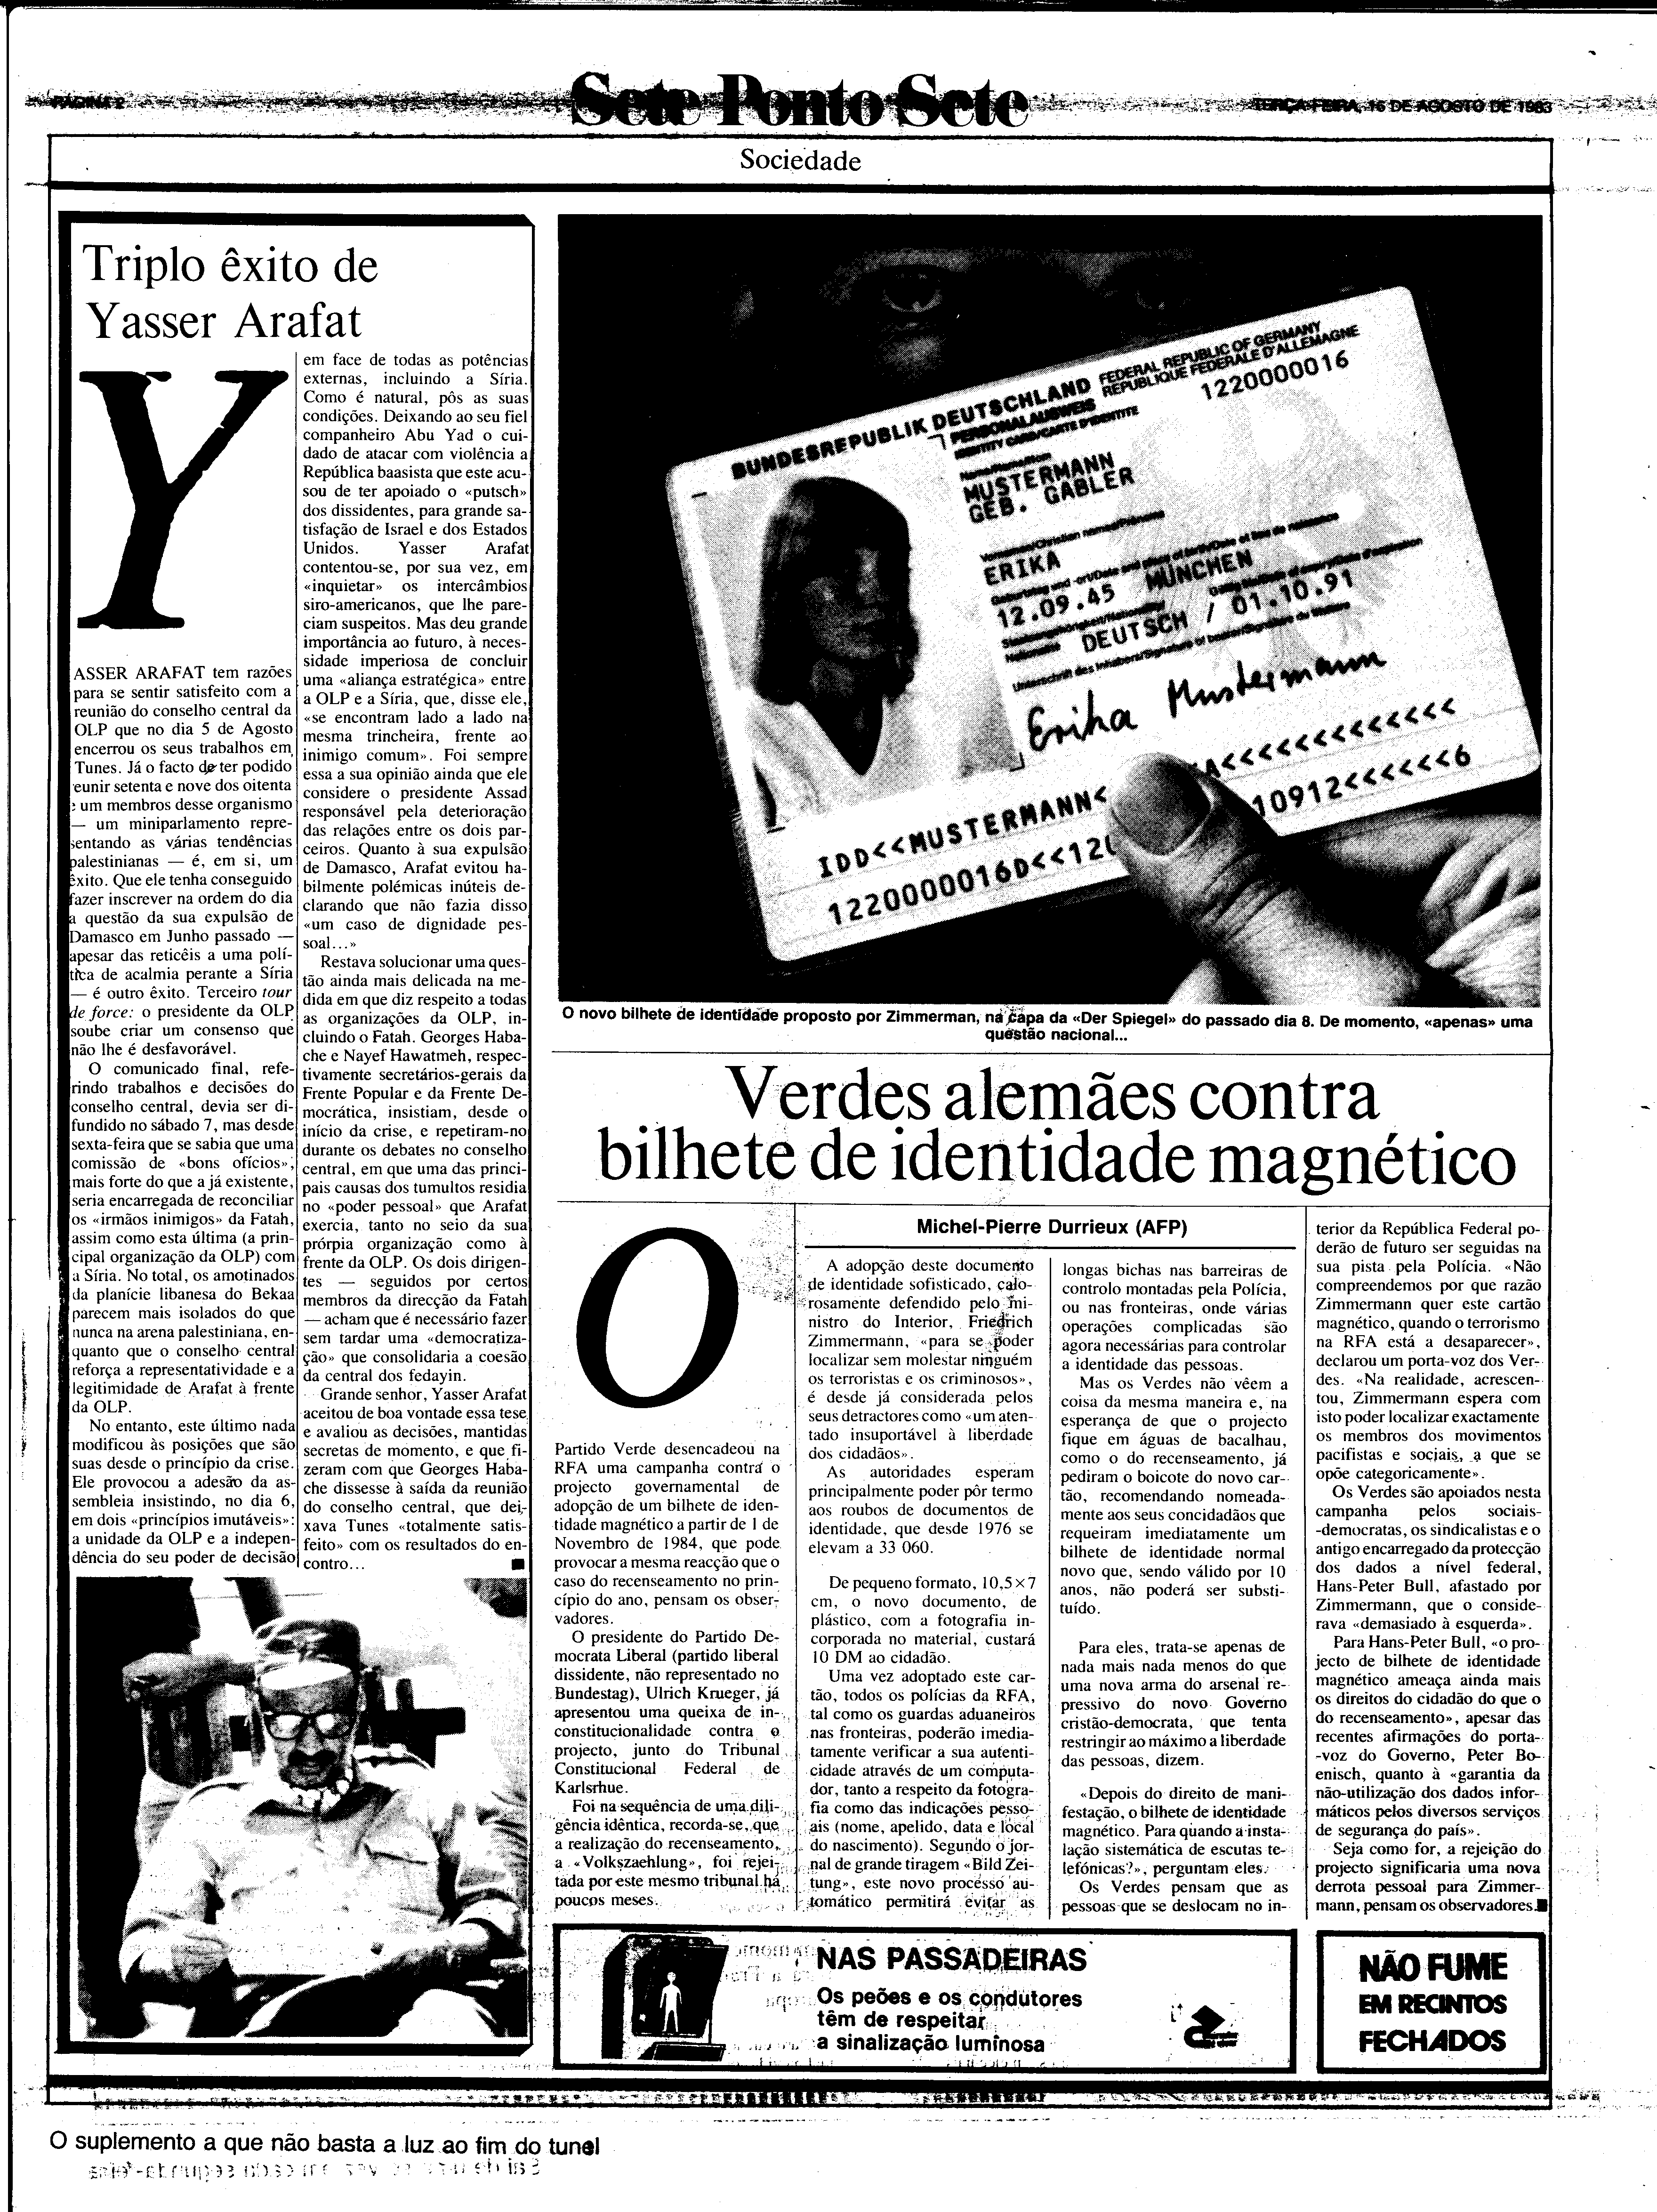 PÁGINA 2
Sete Ponto Sete
TERÇA-FEIRA, 16 DE AGOSTO DE 1983
Sociedade
Triplo êxito de
Yasser Arafat
Y
ASSER ARAFAT tem razões
para se sentir satisfeito com a
reunião do conselho central da
OLP que no dia 5 de Agosto
encerrou os seus trabalhos em
Tunes. Já o facto de ter podido
eunir setenta e nove dos oitenta
e um membros desse organismo
— um miniparlamento repre-
sentando as várias tendências
palestinianas — é, em si, um
êxito. Que ele tenha conseguido
fazer inscrever na ordem do dia
a questão da sua expulsão de
Damasco em Junho passado —
apesar das reticêis a uma polí-
tica de acalmia perante a Síria
— é outro êxito. Terceiro tour
de force: o presidente da OLP
soube criar um consenso que
não lhe é desfavorável.
O comunicado final, refe-
rindo trabalhos e decisões do
conselho central, devia ser di-
fundido no sábado 7, mas desde
sexta-feira que se sabia que uma
comissão de «bons ofícios»,
mais forte do que a já existente,
seria encarregada de reconciliar
os «irmãos inimigos» da Fatah,
assim como esta última (a prin-
cipal organização da OLP) com
a Síria. No total, os amotinados
da planície libanesa do Bekaa
parecem mais isolados do que
nunca na arena palestiniana, en-
quanto que o conselho central
reforça a representatividade e a
legitimidade de Arafat à frente
da OLP.
No entanto, este último nada
modificou às posições que são
suas desde o princípio da crise.
Ele provocou a adesão da as-
sembleia insistindo, no dia 6,
em dois «princípios imutáveis»:
a unidade da OLP e a indepen-
dência do seu poder de decisão
em face de todas as potências
externas, incluindo a Síria.
Como é natural, pôs as suas
condições. Deixando ao seu fiel
companheiro Abu Yad o cui-
dado de atacar com violência a
República baasista que este acu-
sou de ter apoiado o «putsch»
dos dissidentes, para grande sa-
tisfação de Israel e dos Estados
Unidos. Yasser Arafat
contentou-se, por sua vez, em
«inquietar» os intercâmbios
siro-americanos, que lhe pare-
ciam suspeitos. Mas deu grande
importância ao futuro, à neces-
sidade imperiosa de concluir
uma «aliança estratégica» entre
a OLP e a Síria, que, disse ele,
«se encontram lado a lado na
mesma trincheira, frente ao
inimigo comum». Foi sempre
essa a sua opinião ainda que ele
considere o presidente Assad
responsável pela deterioração
das relações entre os dois par-
ceiros. Quanto à sua expulsão
de Damasco, Arafat evitou ha-
bilmente polémicas inúteis de-
clarando que não fazia disso
«um caso de dignidade pes-
soal...»
Restava solucionar uma ques-
tão ainda mais delicada na me-
dida em que diz respeito a todas
as organizações da OLP, in-
cluindo o Fatah. Georges Haba-
che e Nayef Hawatmeh, respec-
tivamente secretários-gerais da
Frente Popular e da Frente De-
mocrática, insistiam, desde o
início da crise, e repetiram-no
durante os debates no conselho
central, em que uma das princi-
pais causas dos tumultos residia
no «poder pessoal» que Arafat
exercia, tanto no seio da sua
prórpia organização como à
frente da OLP. Os dois dirigen-
tes — seguidos por certos
membros da direcção da Fatah
— acham que é necessário fazer
sem tardar uma «democratiza-
ção» que consolidaria a coesão
da central dos fedayin.
Grande senhor, Yasser Arafat
aceitou de boa vontade essa tese
e avaliou as decisões, mantidas
secretas de momento, e que fi-
zeram com que Georges Haba-
che dissesse à saída da reunião
do conselho central, que dei-
xava Tunes «totalmente satis-
feito» com os resultados do en-
contro...
BUNDESREPUBLIK DEUTSCHLAND
FEDERAL REPUBLIC OF GERMANY
REPUBLIQUE FEDERALE D'ALLEMAGNE
PERSONALAUSWEIS
IDENTITY CARD/CARTE D'IDENTITE
1220000016
Name/Name/Nom
MUSTERMANN
GEB. GABLER
Vornamen/Christian names/Prénoms
ERIKA
Geburtstag und -ort/Date and place of birth/Date et lieu de naissance
12.09.45 MÜNCHEN
Staatsangehörigkeit/Nationality/
Nationalité
DEUTSCH / 01.10.91
Unterschrift des Inhabers/Signature of bearer/Signature du titulaire
Erika Mustermann
IDD<<MUSTERMANN< A<<<<<<<<<<<<<
1220000016D<<120 10912<<<<<<6
O novo bilhete de identidade proposto por Zimmerman, na capa da «Der Spiegel» do passado dia 8. De momento, «apenas» uma
questão nacional...
Verdes alemães contra
bilhete de identidade magnético
Michel-Pierre Durrieux (AFP)
O
Partido Verde desencadeou na
RFA uma campanha contra o
projecto governamental de
adopção de um bilhete de iden-
tidade magnético a partir de 1 de
Novembro de 1984, que pode
provocar a mesma reacção que o
caso do recenseamento no prin-
cípio do ano, pensam os obser-
vadores.
O presidente do Partido De-
mocrata Liberal (partido liberal
dissidente, não representado no
Bundestag), Ulrich Krueger, já
apresentou uma queixa de in-
constitucionalidade contra o
projecto, junto do Tribunal
Constitucional Federal de
Karlsrhue.
Foi na sequência de uma dili-
gência idêntica, recorda-se, que
a realização do recenseamento,
a «Volkszaehlung», foi rejei-
tada por este mesmo tribunal há
poucos meses.
A adopção deste documento
de identidade sofisticado, calo-
rosamente defendido pelo mi-
nistro do Interior, Friedrich
Zimmermann, «para se poder
localizar sem molestar ninguém
os terroristas e os criminosos»,
é desde já considerada pelos
seus detractores como «um aten-
tado insuportável à liberdade
dos cidadãos».
As autoridades esperam
principalmente poder pôr termo
aos roubos de documentos de
identidade, que desde 1976 se
elevam a 33 060.
De pequeno formato, 10,5×7
cm, o novo documento, de
plástico, com a fotografia in-
corporada no material, custará
10 DM ao cidadão.
Uma vez adoptado este car-
tão, todos os polícias da RFA,
tal como os guardas aduaneiros
nas fronteiras, poderão imedia-
tamente verificar a sua autenti-
cidade através de um computa-
dor, tanto a respeito da fotogra-
fia como das indicações pesso-
ais (nome, apelido, data e local
do nascimento). Segundo o jor-
nal de grande tiragem «Bild Zei-
tung», este novo processo au-
tomático permitirá evitar as
longas bichas nas barreiras de
controlo montadas pela Polícia,
ou nas fronteiras, onde várias
operações complicadas são
agora necessárias para controlar
a identidade das pessoas.
Mas os Verdes não vêem a
coisa da mesma maneira e, na
esperança de que o projecto
fique em águas de bacalhau,
como o do recenseamento, já
pediram o boicote do novo car-
tão, recomendando nomeada-
mente aos seus concidadãos que
requeiram imediatamente um
bilhete de identidade normal
novo que, sendo válido por 10
anos, não poderá ser substi-
tuído.
Para eles, trata-se apenas de
nada mais nada menos do que
uma nova arma do arsenal re-
pressivo do novo Governo
cristão-democrata, que tenta
restringir ao máximo a liberdade
das pessoas, dizem.
«Depois do direito de mani-
festação, o bilhete de identidade
magnético. Para quando a insta-
lação sistemática de escutas te-
lefónicas?», perguntam eles.
Os Verdes pensam que as
pessoas que se deslocam no in-
terior da República Federal po-
derão de futuro ser seguidas na
sua pista pela Polícia. «Não
compreendemos por que razão
Zimmermann quer este cartão
magnético, quando o terrorismo
na RFA está a desaparecer»,
declarou um porta-voz dos Ver-
des. «Na realidade, acrescen-
tou, Zimmermann espera com
isto poder localizar exactamente
os membros dos movimentos
pacifistas e sociais, a que se
opõe categoricamente».
Os Verdes são apoiados nesta
campanha pelos sociais-
-democratas, os sindicalistas e o
antigo encarregado da protecção
dos dados a nível federal,
Hans-Peter Bull, afastado por
Zimmermann, que o conside-
rava «demasiado à esquerda».
Para Hans-Peter Bull, «o pro-
jecto de bilhete de identidade
magnético ameaça ainda mais
os direitos do cidadão do que o
do recenseamento», apesar das
recentes afirmações do porta-
-voz do Governo, Peter Bo-
enisch, quanto à «garantia da
não-utilização dos dados infor-
máticos pelos diversos serviços
de segurança do país».
Seja como for, a rejeição do
projecto significaria uma nova
derrota pessoal para Zimmer-
mann, pensam os observadores.
NAS PASSADEIRAS
Os peões e os condutores
têm de respeitar
a sinalização luminosa
NÃO FUME
EM RECINTOS
FECHADOS
O suplemento a que não basta a luz ao fim do tunel